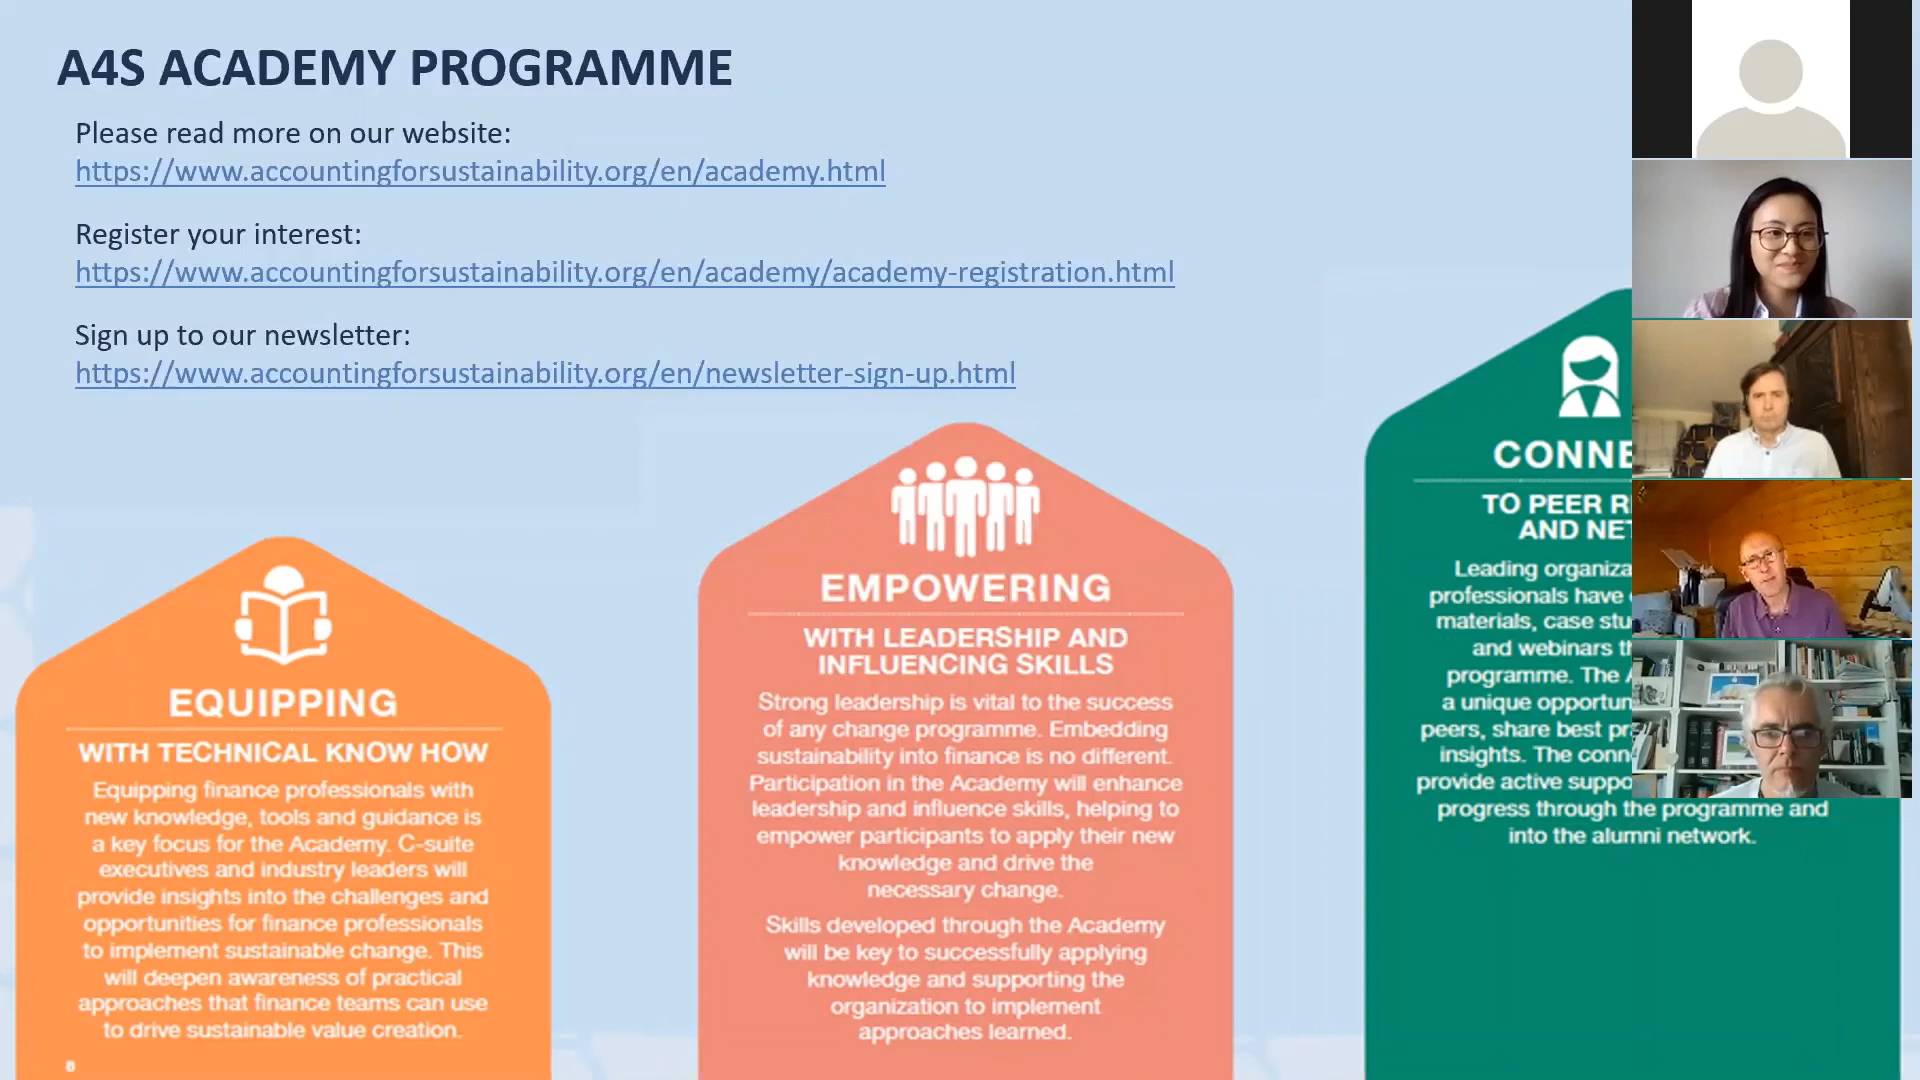 A4S ACADEMY PROGRAMME
Please read more on our website:
https://www.accountingforsustainability.org/en/academy.html
Register your interest:
https://www.accountingforsustainability.org/en/academy/academy-registration.html
Sign up to our newsletter:
https://www.accountingforsustainability.org/en/newsletter-sign-up.html
EQUIPPING
WITH TECHNICAL KNOW HOW
Equipping finance professionals with
new knowledge, tools and guidance is
a key focus for the Academy. C-suite
executives and industry leaders will
provide insights into the challenges and
opportunities for finance professionals
to implement sustainable change. This
will deepen awareness of practical
approaches that finance teams can use
to drive sustainable value creation.
8
EMPOWERING
WITH LEADERSHIP AND
INFLUENCING SKILLS
Strong leadership is vital to the success
of any change programme. Embedding
sustainability into finance is no different.
Participation in the Academy will enhance
leadership and influence skills, helping to
empower participants to apply their new
knowledge and drive the
necessary change.
Skills developed through the Academy
will be key to successfully applying
knowledge and supporting the
organization to implement
approaches learned.
CONNE
TO PEER R
AND NE
Leading organiza
professionals have
materials, case stu
and webinars
programme. The
a unique opportun
peers, share best pr
insights. The conn
provide active suppo
progress through the programme and
into the alumni network.